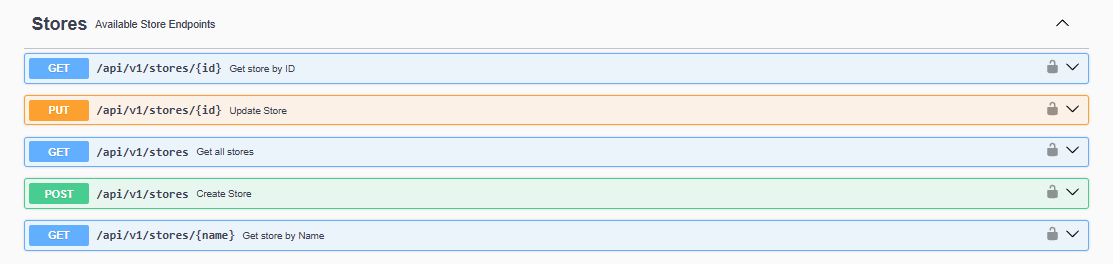 Stores Available Store Endpoints
GET /api/v1/stores/{id} Get store by ID
PUT /api/v1/stores/{id} Update Store
GET /api/v1/stores Get all stores
POST /api/v1/stores Create Store
GET /api/v1/stores/{name} Get store by Name